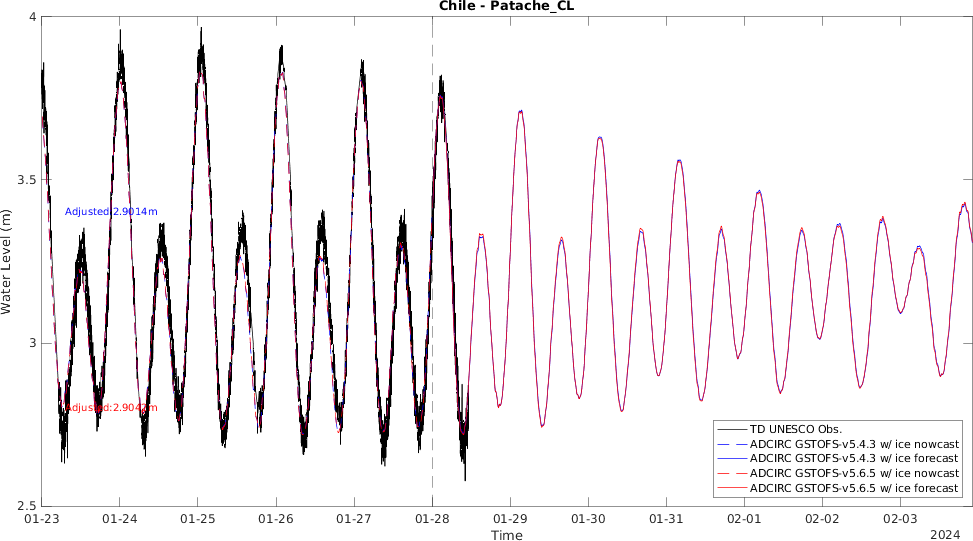 Chile - Patache_CL
4
3.5
3
2.5
Water Level (m)
Adjusted:2.9014m
Adjusted:2.9042m
TD UNESCO Obs.
ADCIRC GSTOFS-v5.4.3 w/ ice nowcast
ADCIRC GSTOFS-v5.4.3 w/ ice forecast
ADCIRC GSTOFS-v5.6.5 w/ ice nowcast
ADCIRC GSTOFS-v5.6.5 w/ ice forecast
01-23 01-24 01-25 01-26 01-27 01-28 01-29 01-30 01-31 02-01 02-02 02-03
Time
2024